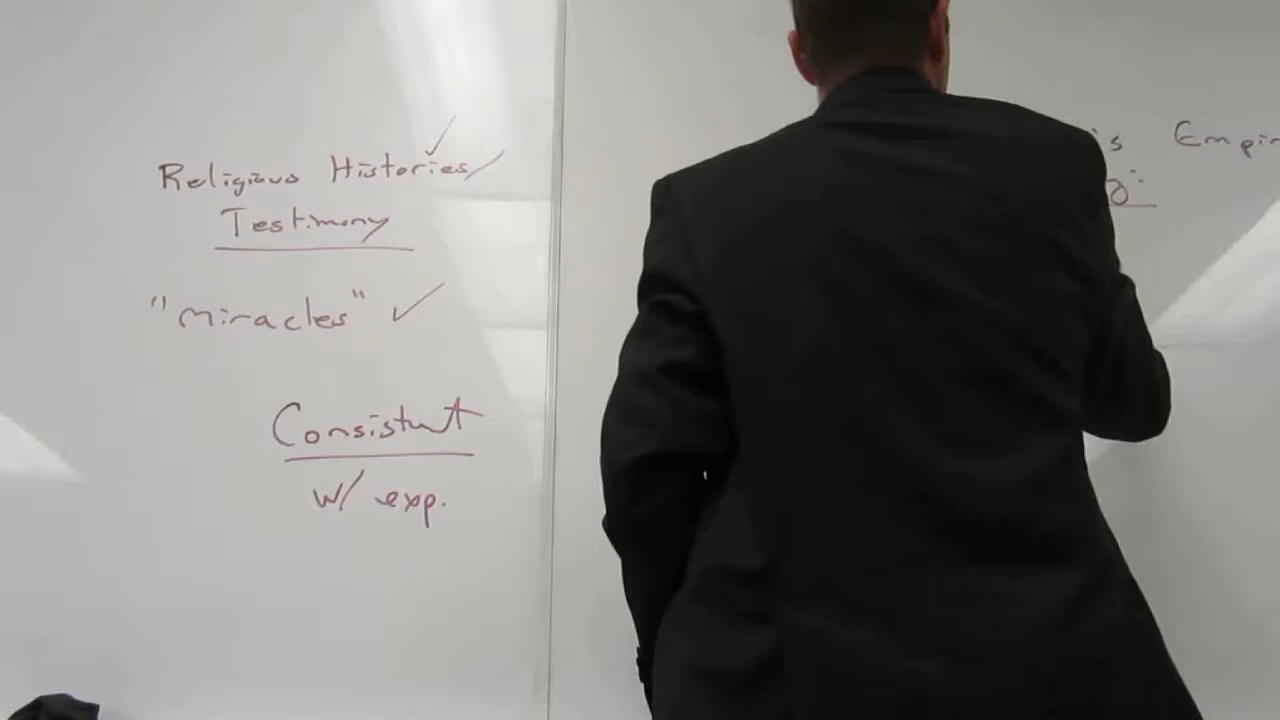 Religious Histories/
Testimony
"miracles" ✓
Consistent
w/ exp.
's Empir
g: